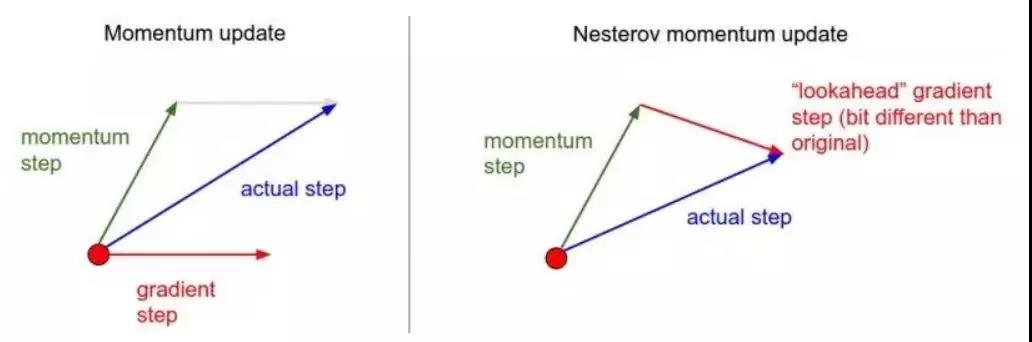 Momentum update
momentum
step
actual step
gradient
step
Nesterov momentum update
"lookahead" gradient
step (bit different than
original)
momentum
step
actual step